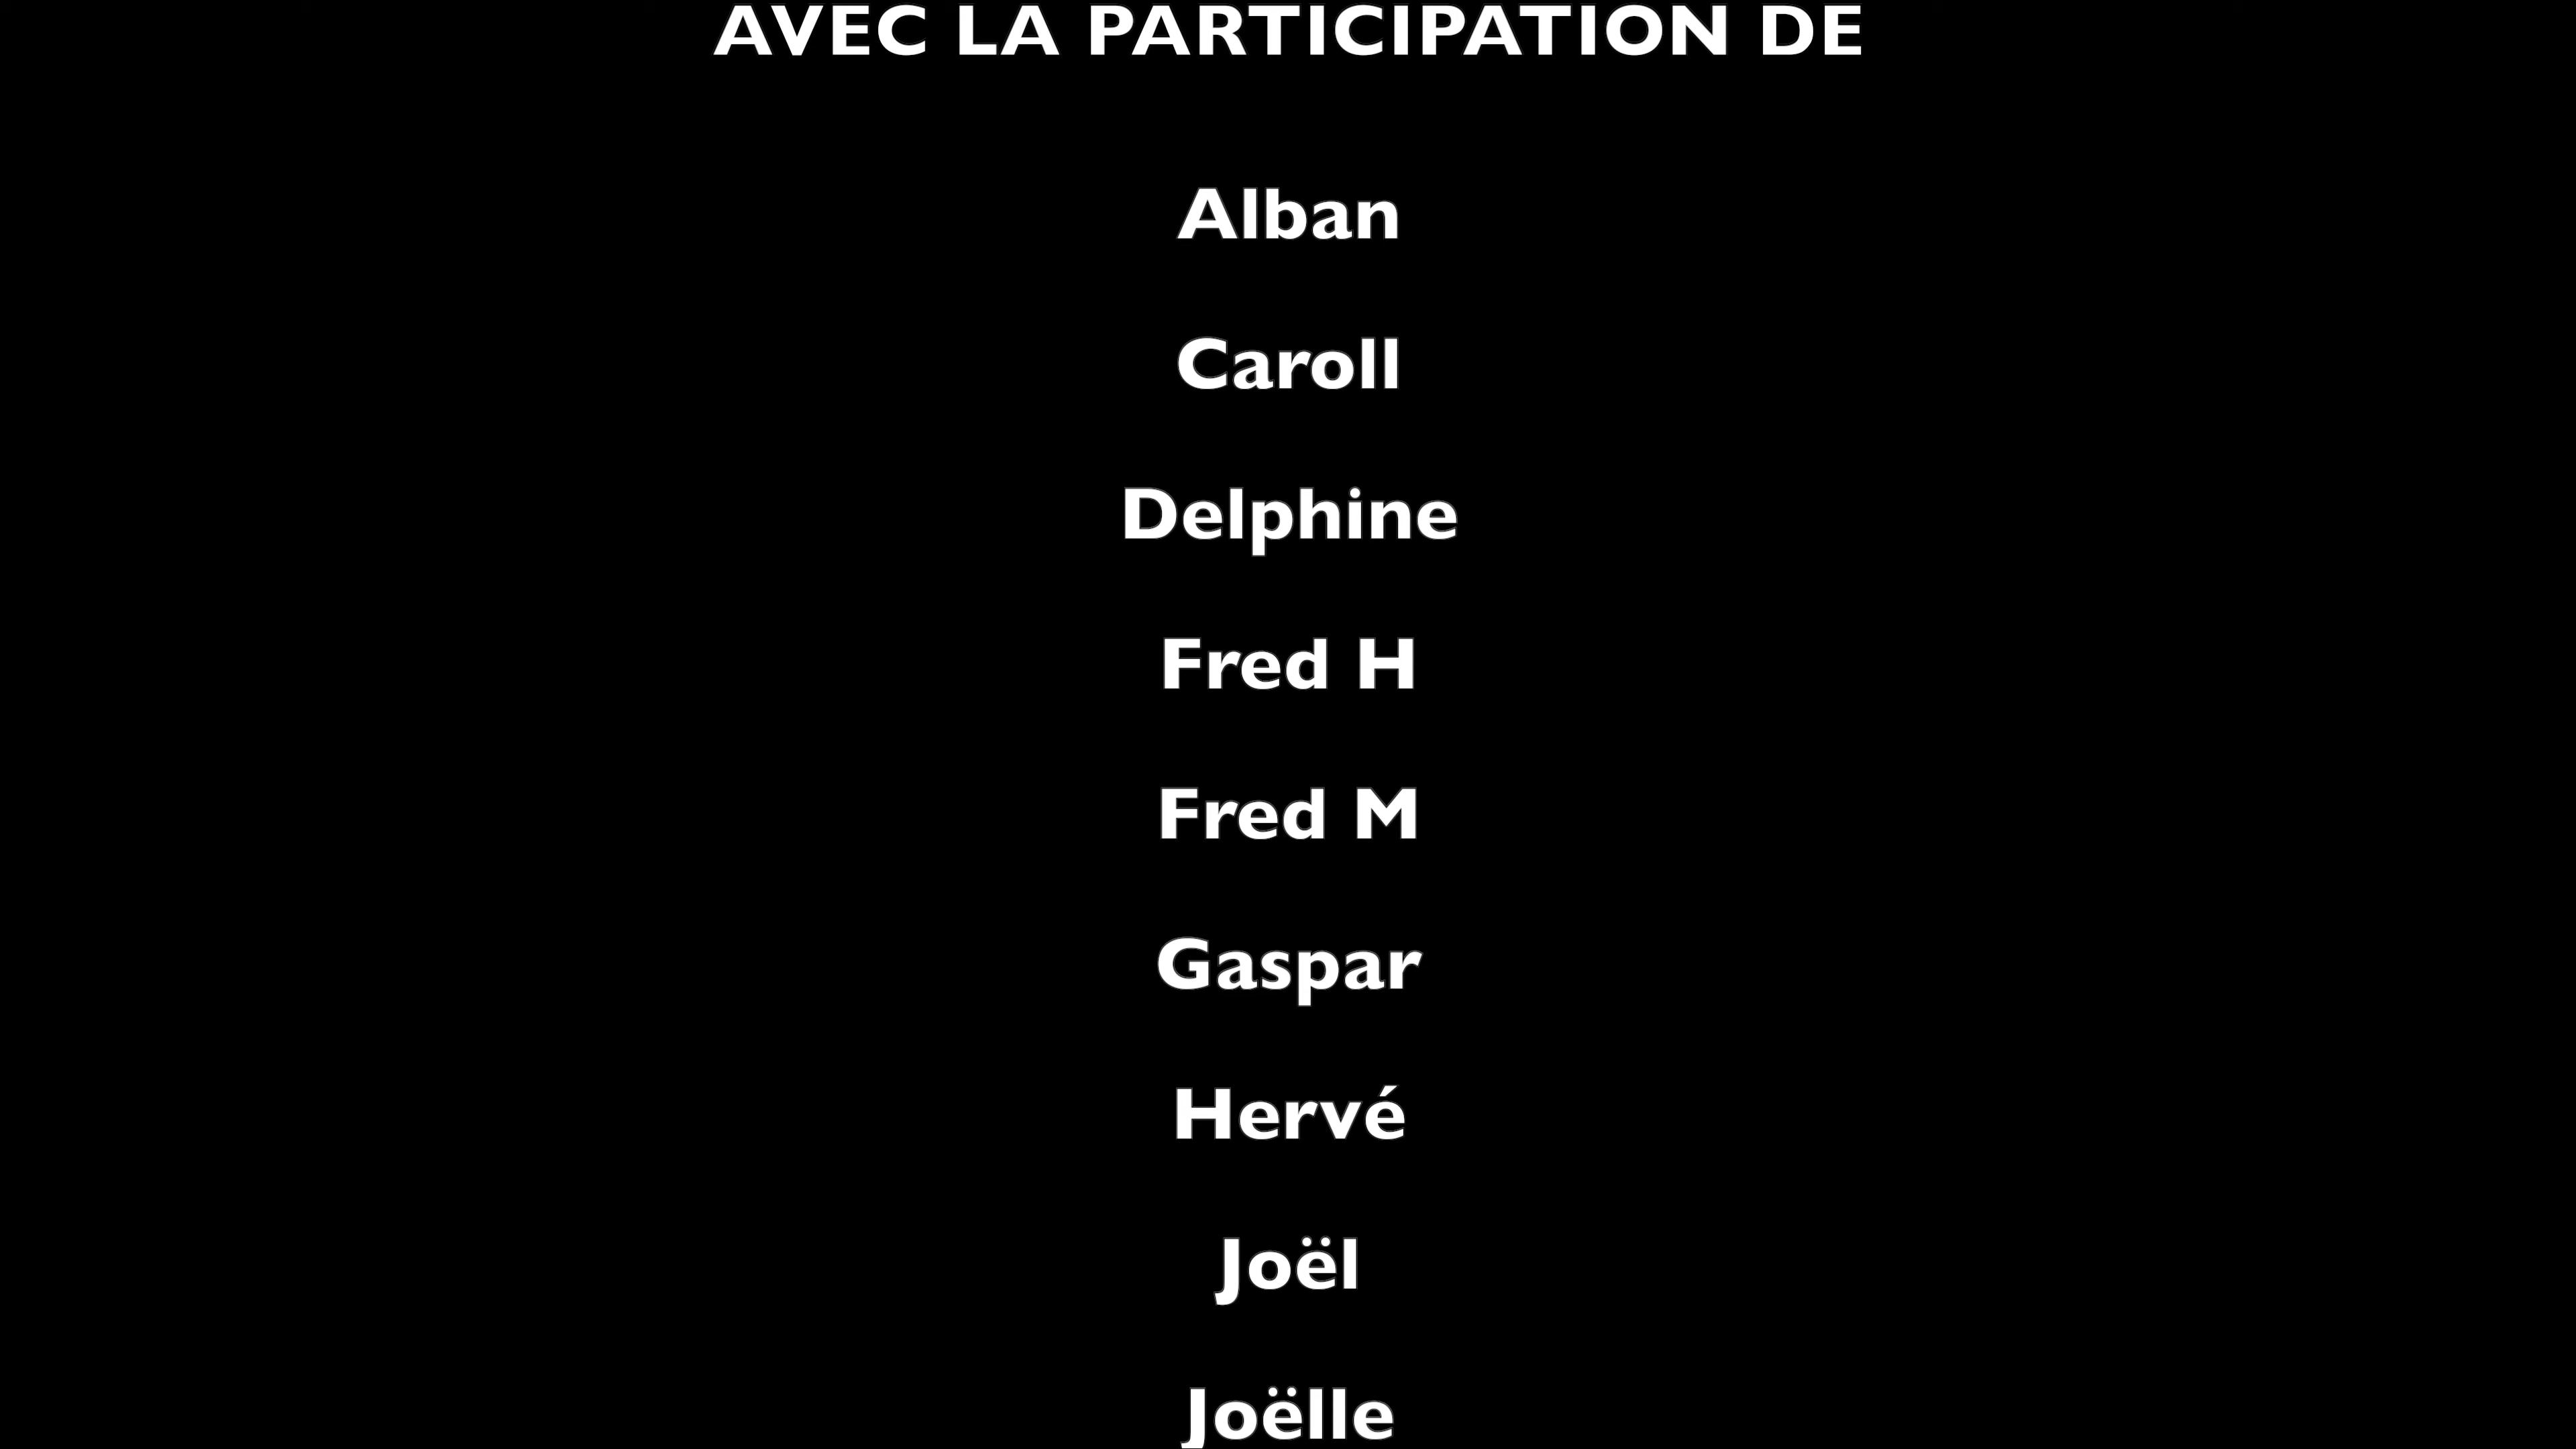 AVEC LA PARTICIPATION DE
Alban
Caroll
Delphine
Fred H
Fred M
Gaspar
Hervé
Joël
Joëlle